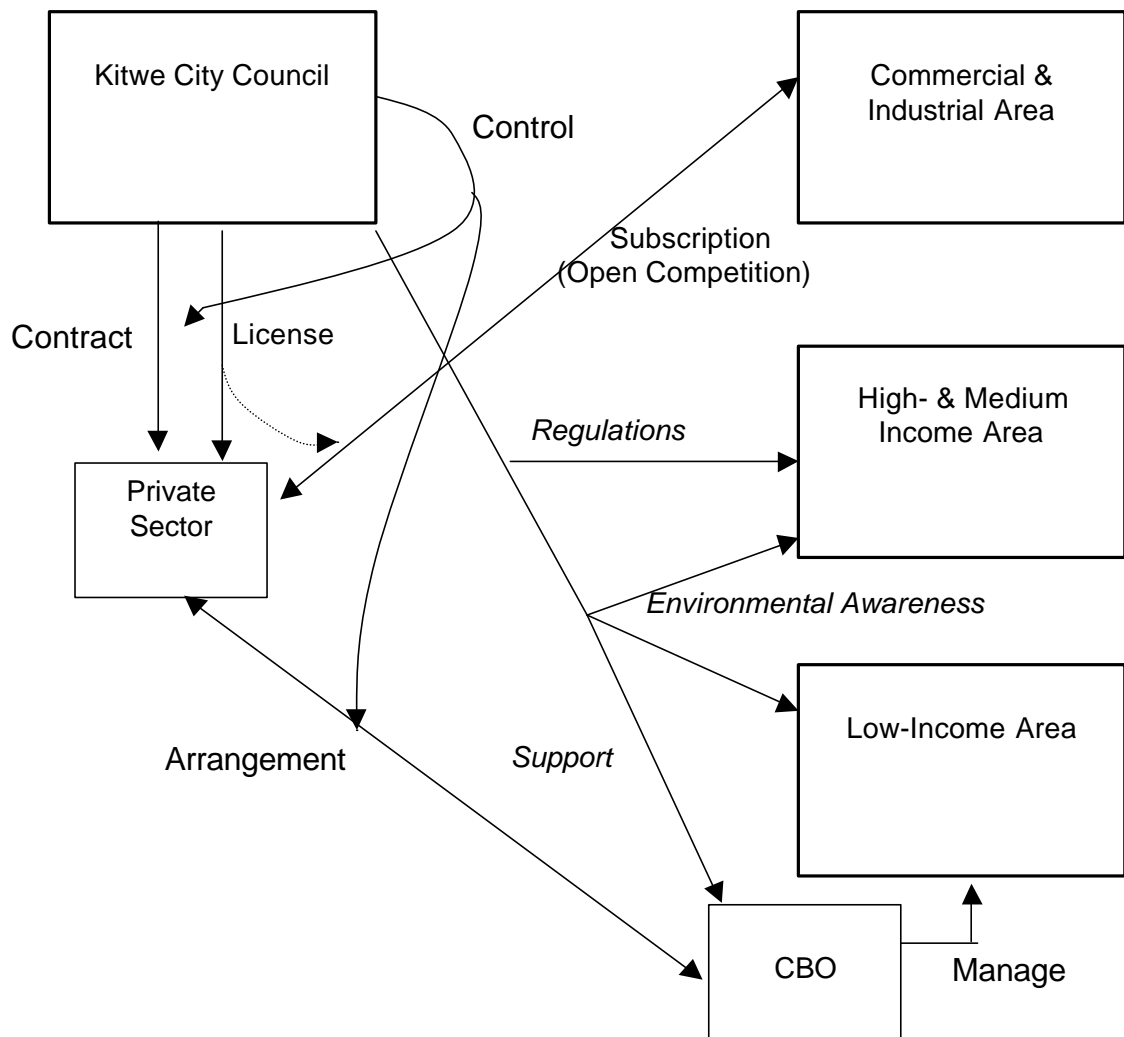 Kitwe City Council
Commercial &
Industrial Area
Control
Subscription
(Open Competition)
Contract
License
High- & Medium
Income Area
Regulations
Private
Sector
Environmental Awareness
Low-Income Area
Arrangement
Support
CBO
Manage